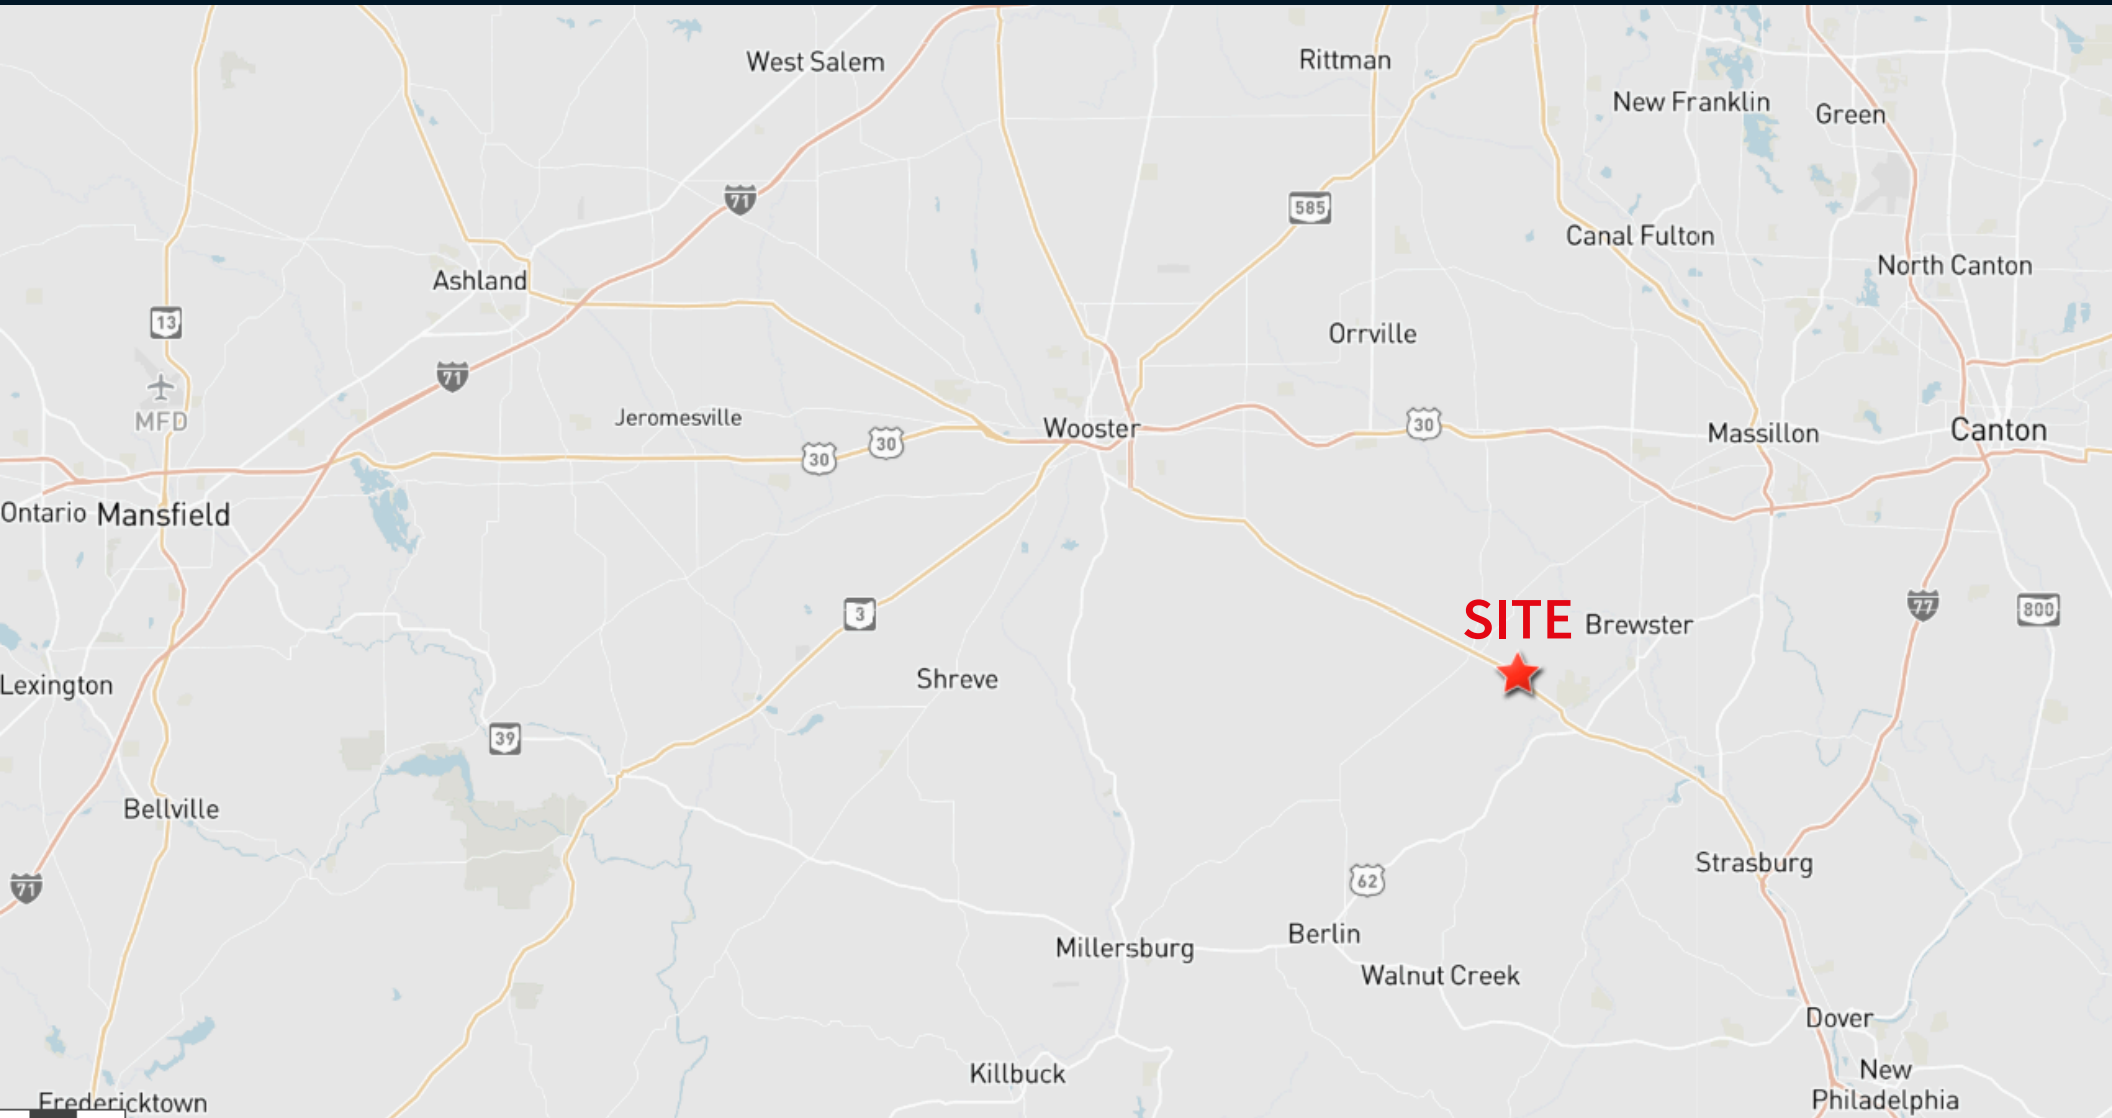 West Salem
Rittman
New Franklin
Green
71
585
Canal Fulton
North Canton
Ashland
13
Orrville
71
MFD
Jeromesville
30
30
Wooster
30
Massillon
Canton
Ontario
Mansfield
3
SITE
Brewster
77
800
Lexington
Shreve
39
Bellville
71
62
Strasburg
Berlin
Millersburg
Walnut Creek
Dover
Killbuck
New
Philadelphia
Fredericktown